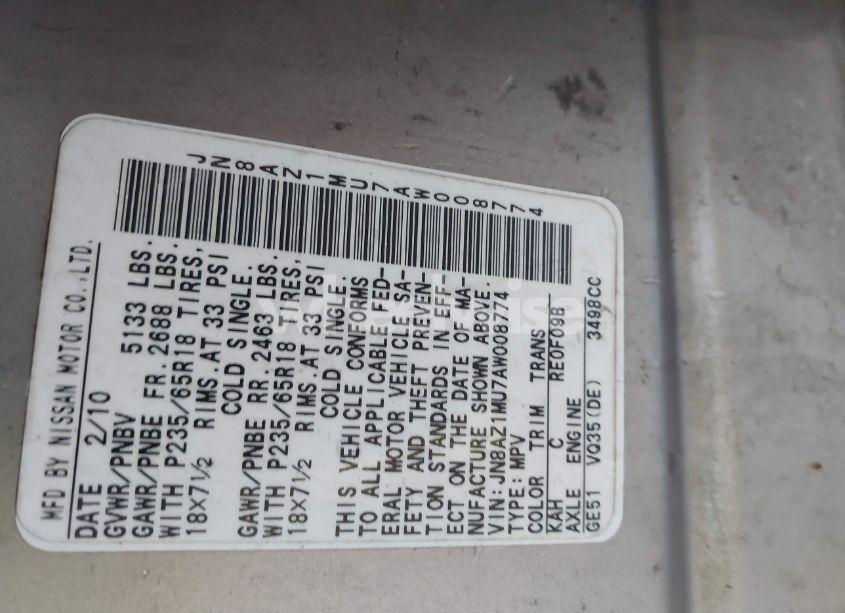 MFD BY NISSAN MOTOR CO.,LTD.
DATE 2/10
GVWR/PNBV 5133 LBS.
GAWR/PNBE FR. 2688 LBS.
WITH P235/65R18 TIRES,
18×7½ RIMS.AT 33 PSI
COLD SINGLE.
GAWR/PNBE RR. 2463 LBS.
WITH P235/65R18 TIRES,
18×7½ RIMS.AT 33 PSI
COLD SINGLE.
THIS VEHICLE CONFORMS
TO ALL APPLICABLE FED-
ERAL MOTOR VEHICLE SA-
FETY AND THEFT PREVEN-
TION STANDARDS IN EFF-
ECT ON THE DATE OF MA-
NUFACTURE SHOWN ABOVE.
VIN:JN8AZ1MU7AW008774
TYPE:MPV
COLOR TRIM TRANS
KAH C RE0F09B
AXLE ENGINE
GE51 VQ35(DE) 3498CC
JN8AZ1MU7AW008774